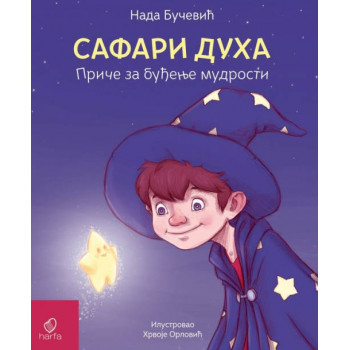 Нада Бучевић
САФАРИ ДУХА
Приче за буђење мудрости
Илустровао
Хрвоје Орловић
harfa